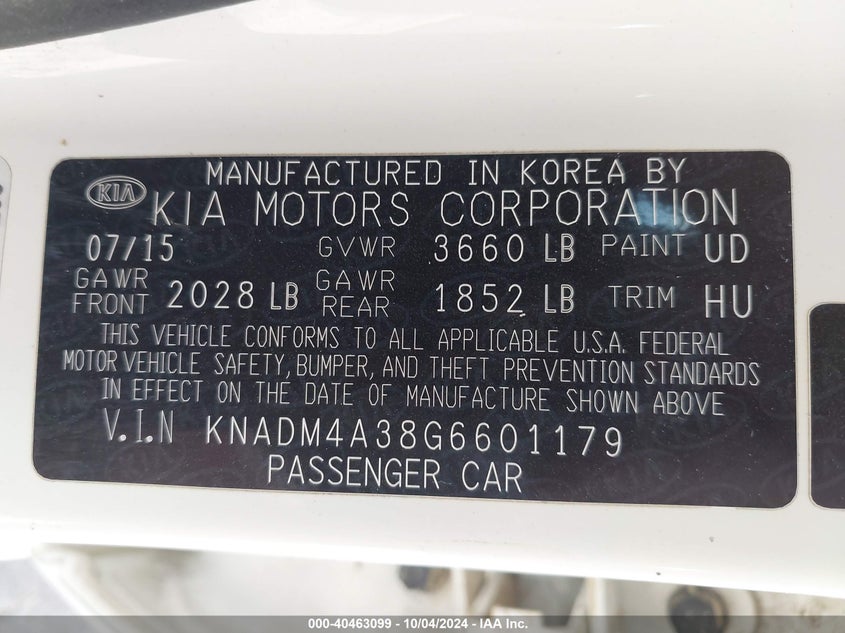 MANUFACTURED IN KOREA BY
KIA KIA MOTORS CORPORATION
07/15 GVWR 3660 LB PAINT UD
GAWR FRONT 2028 LB GAWR REAR 1852 LB TRIM HU
THIS VEHICLE CONFORMS TO ALL APPLICABLE U.S.A. FEDERAL
MOTOR VEHICLE SAFETY, BUMPER, AND THEFT PREVENTION STANDARDS
IN EFFECT ON THE DATE OF MANUFACTURE SHOWN ABOVE
V.I.N KNADM4A38G6601179
PASSENGER CAR
000-40463099 - 10/04/2024 - IAA Inc.